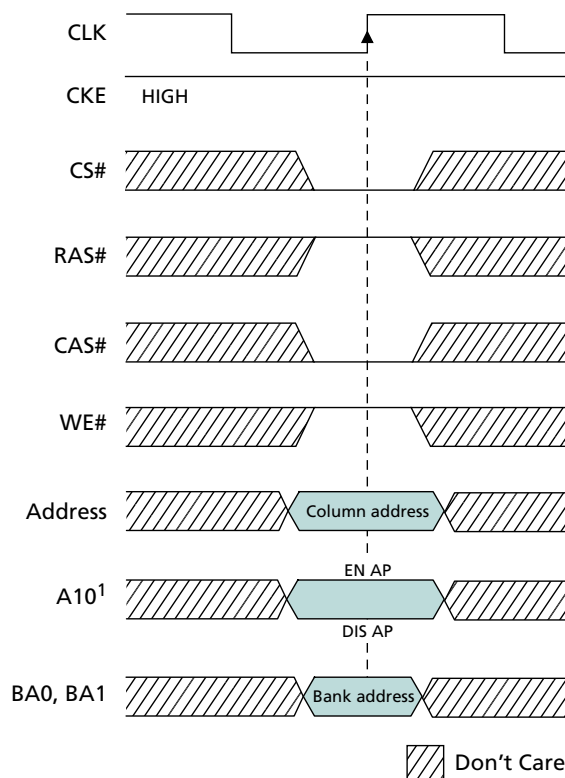 CLK
CKE HIGH
CS#
RAS#
CAS#
WE#
Address Column address
EN AP
A10¹
DIS AP
BA0, BA1 Bank address
Don't Care